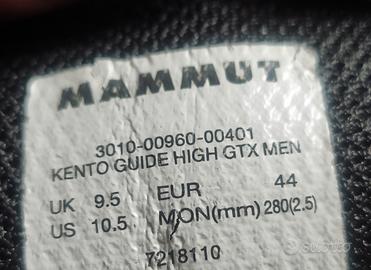 MAMMUT
3010-00960-00401
KENTO GUIDE HIGH GTX MEN
UK 9.5 EUR 44
US 10.5 MON(mm) 280(2.5)
7218110
subito